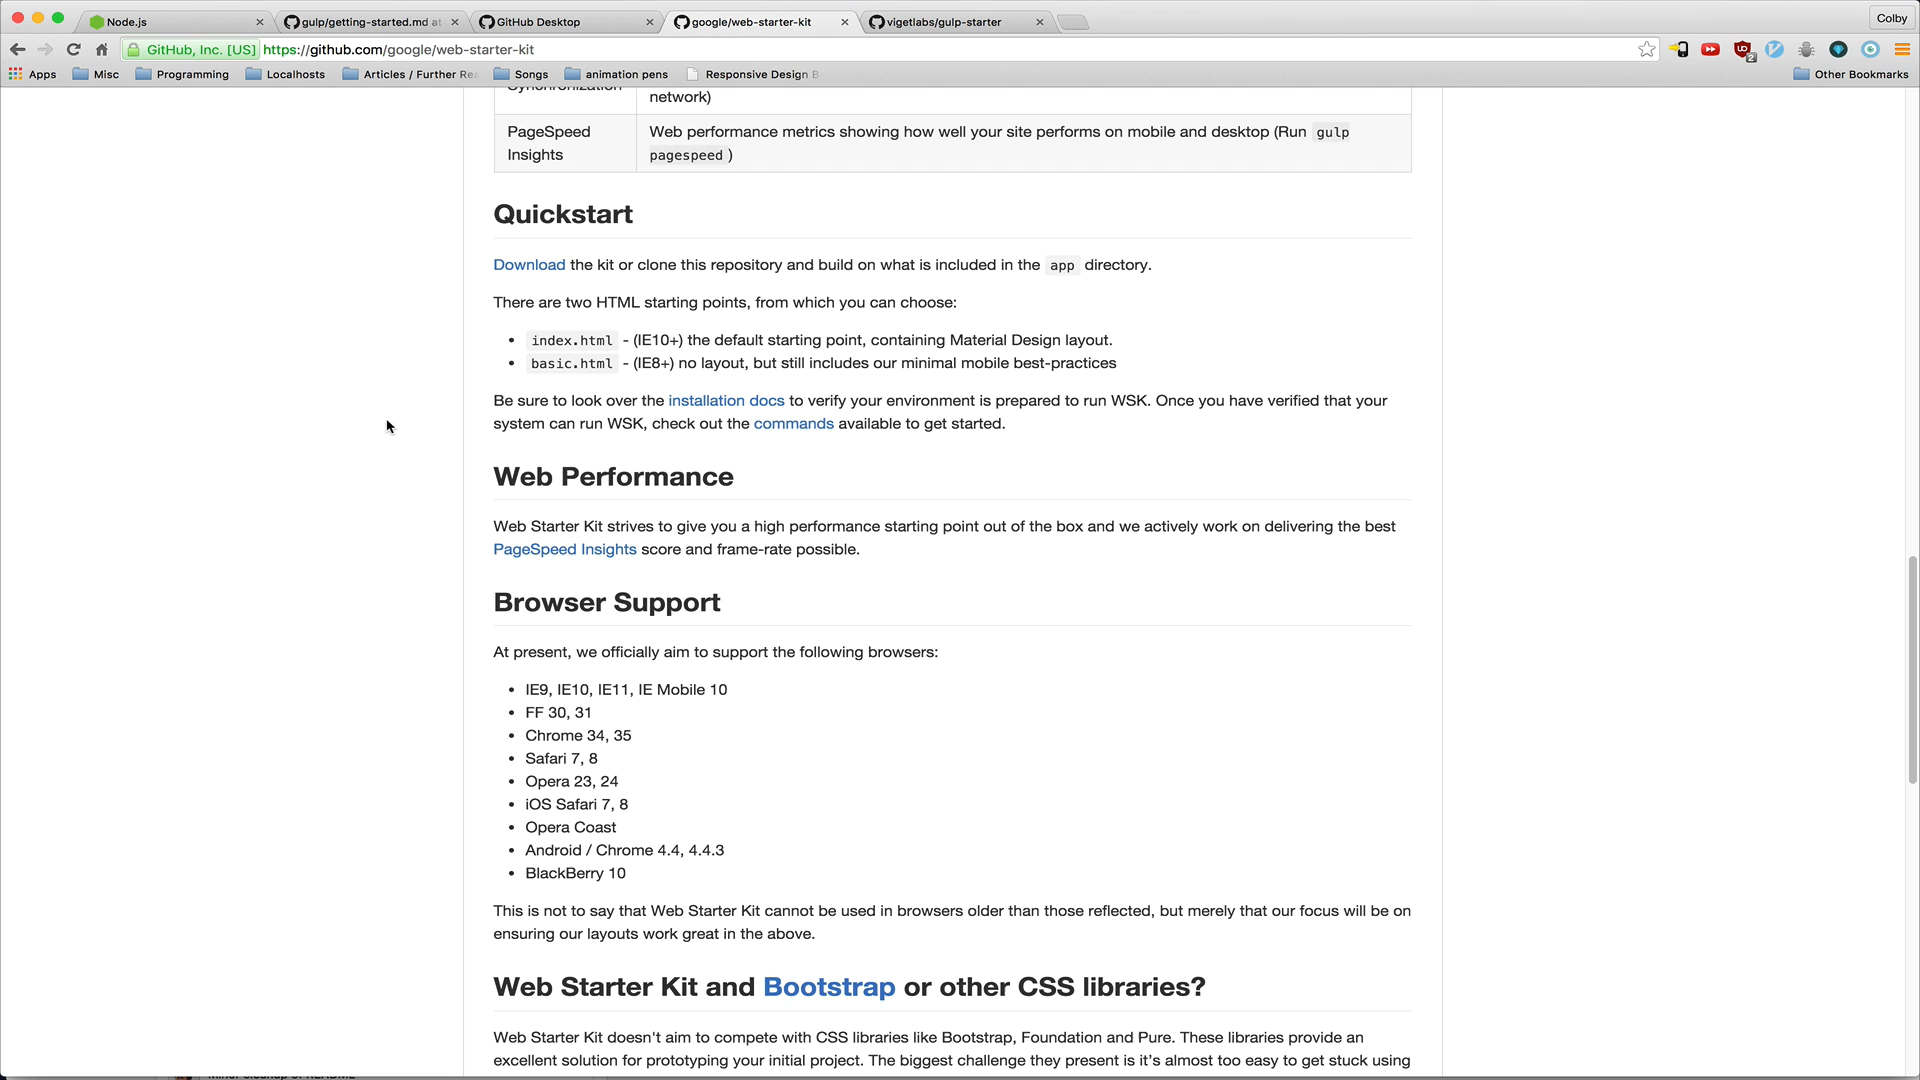 Node.js
gulp/getting-started.md at
GitHub Desktop
google/web-starter-kit
vigetlabs/gulp-starter
Colby
GitHub, Inc. [US] https://github.com/google/web-starter-kit
2
Apps Misc Programming Localhosts Articles / Further Re Songs animation pens Responsive Design B Other Bookmarks
Synchronization
network)
PageSpeed Insights
Web performance metrics showing how well your site performs on mobile and desktop (Run gulp
pagespeed )
Quickstart
Download the kit or clone this repository and build on what is included in the app directory.
There are two HTML starting points, from which you can choose:
• index.html - (IE10+) the default starting point, containing Material Design layout.
• basic.html - (IE8+) no layout, but still includes our minimal mobile best-practices
Be sure to look over the installation docs to verify your environment is prepared to run WSK. Once you have verified that your
system can run WSK, check out the commands available to get started.
Web Performance
Web Starter Kit strives to give you a high performance starting point out of the box and we actively work on delivering the best
PageSpeed Insights score and frame-rate possible.
Browser Support
At present, we officially aim to support the following browsers:
• IE9, IE10, IE11, IE Mobile 10
• FF 30, 31
• Chrome 34, 35
• Safari 7, 8
• Opera 23, 24
• iOS Safari 7, 8
• Opera Coast
• Android / Chrome 4.4, 4.4.3
• BlackBerry 10
This is not to say that Web Starter Kit cannot be used in browsers older than those reflected, but merely that our focus will be on
ensuring our layouts work great in the above.
Web Starter Kit and Bootstrap or other CSS libraries?
Web Starter Kit doesn't aim to compete with CSS libraries like Bootstrap, Foundation and Pure. These libraries provide an
excellent solution for prototyping your initial project. The biggest challenge they present is it's almost too easy to get stuck using